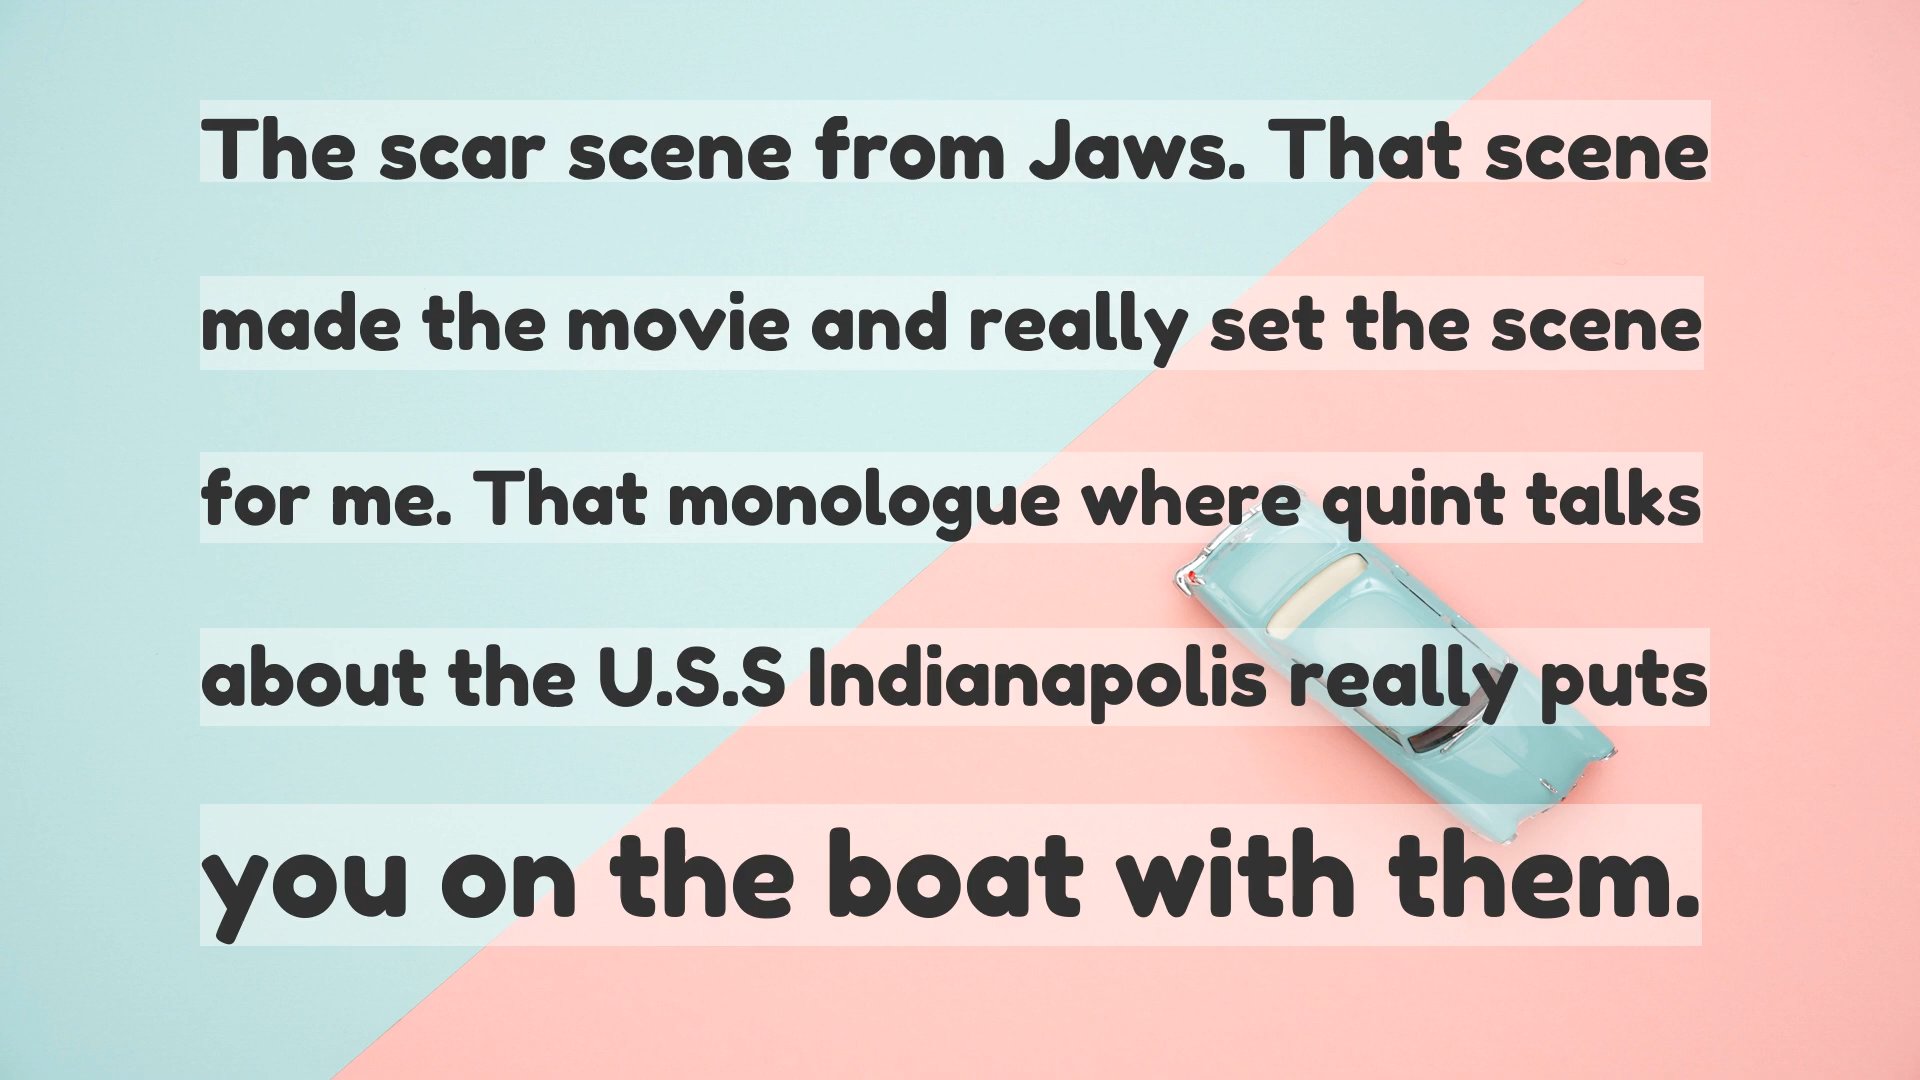 The scar scene from Jaws. That scene
made the movie and really set the scene
for me. That monologue where quint talks
about the U.S.S Indianapolis really puts
you on the boat with them.